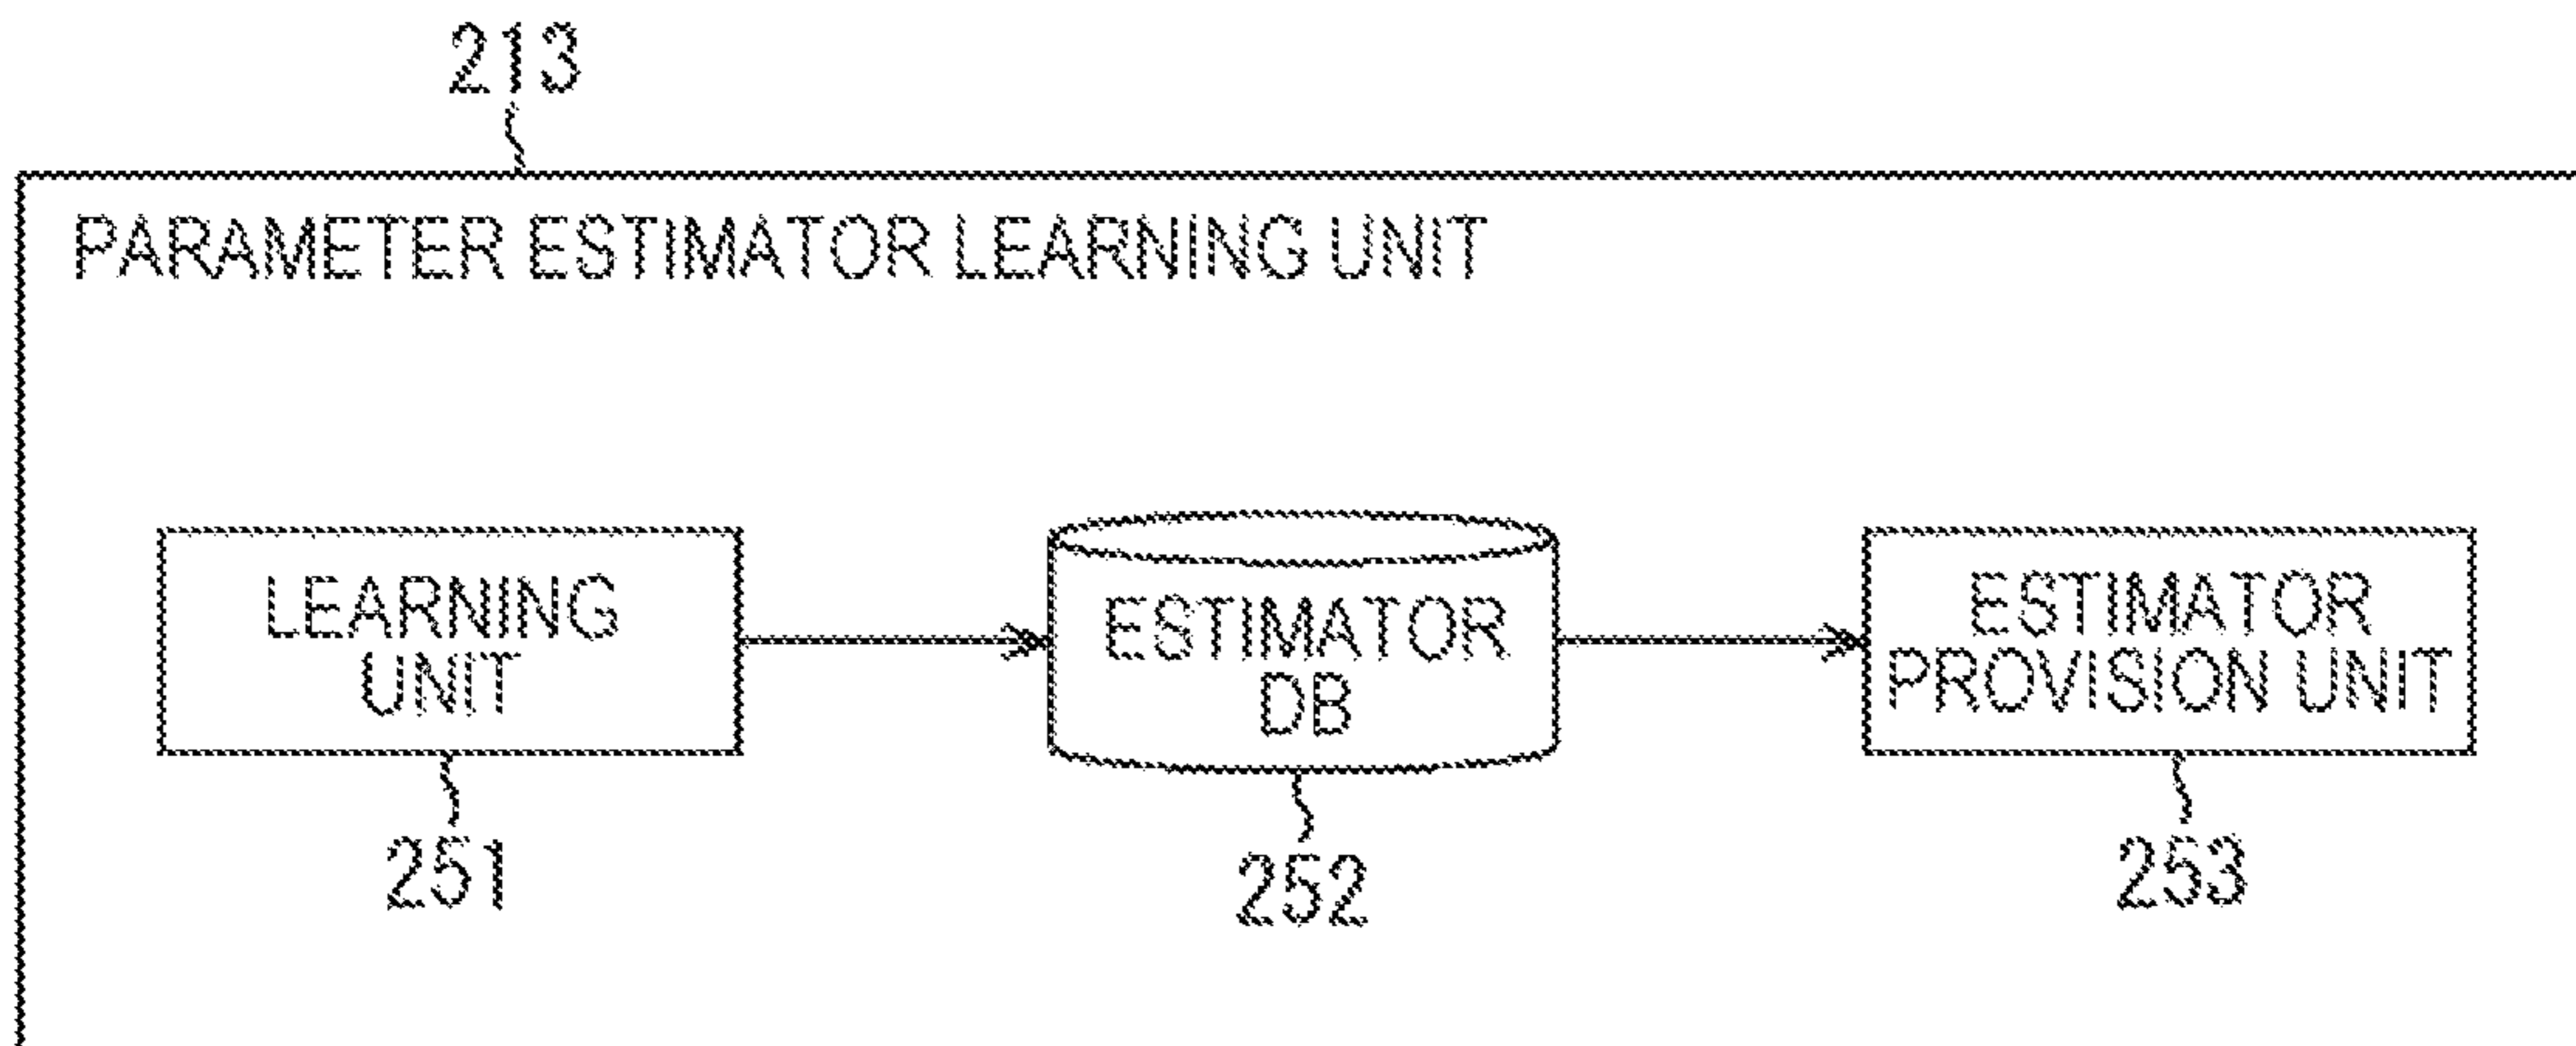 213
PARAMETER ESTIMATOR LEARNING UNIT
LEARNING
UNIT
251
ESTIMATOR
DB
252
ESTIMATOR
PROVISION UNIT
253